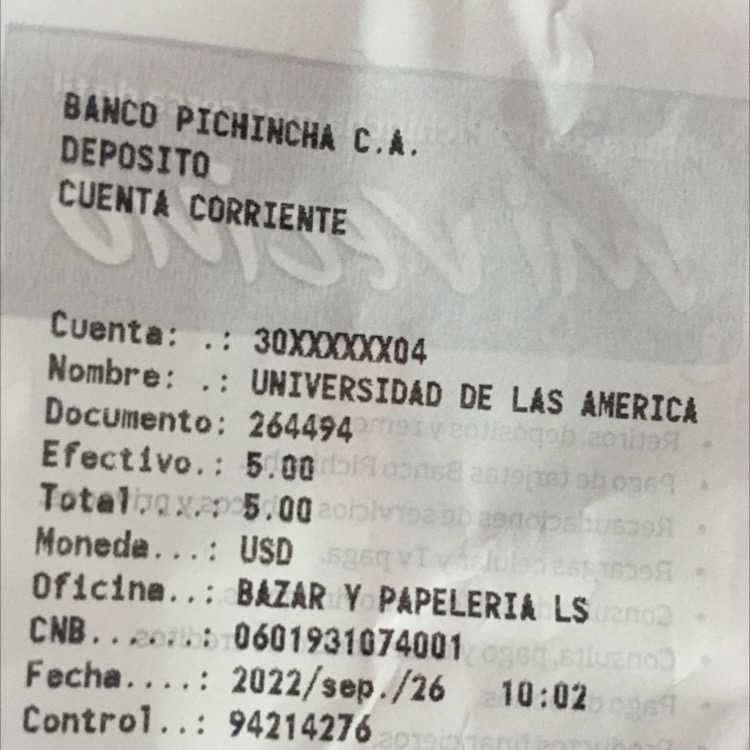 BANCO PICHINCHA C.A.
DEPOSITO
CUENTA CORRIENTE
Cuenta: .: 30XXXXXX04
Nombre: .: UNIVERSIDAD DE LAS AMERICA
Documento: 264494
Efectivo.: 5.00
Total....: 5.00
Moneda...: USD
Oficina..: BAZAR Y PAPELERIA LS
CNB......: 0601931074001
Fecha....: 2022/sep./26 10:02
Control..: 94214276